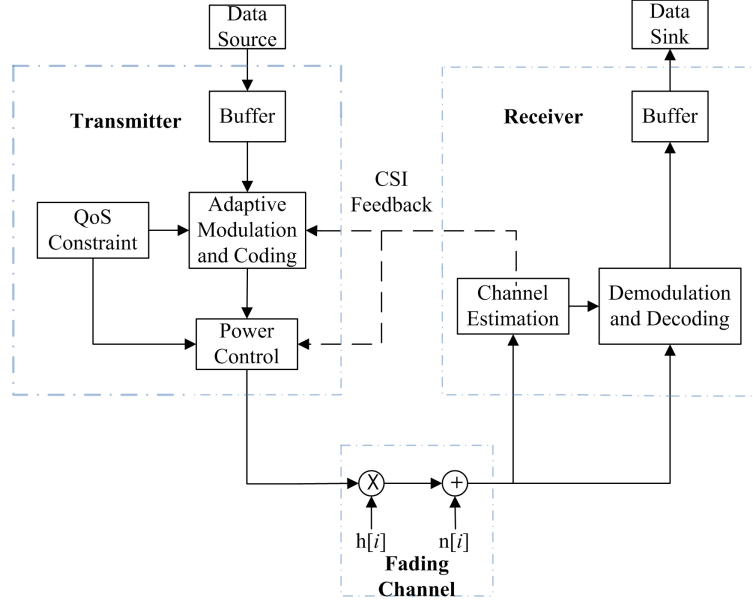 Data
Source
Transmitter
Buffer
QoS
Constraint
Adaptive
Modulation
and Coding
Power
Control
CSI
Feedback
Data
Sink
Receiver
Buffer
Channel
Estimation
Demodulation
and Decoding
X
+
h[i]
n[i]
Fading
Channel